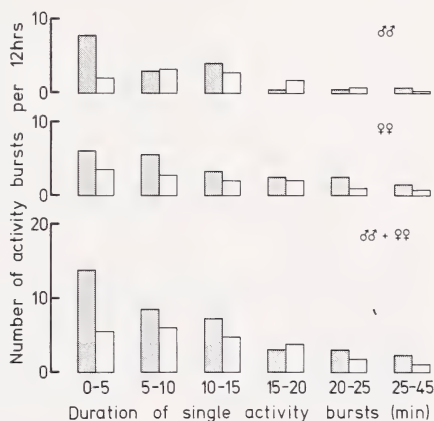 Number of activity bursts per 12hrs
10
0
♂♂
10
0
♀♀
20
10
0
♂♂ + ♀♀
0-5 5-10 10-15 15-20 20-25 25-45
Duration of single activity bursts (min)